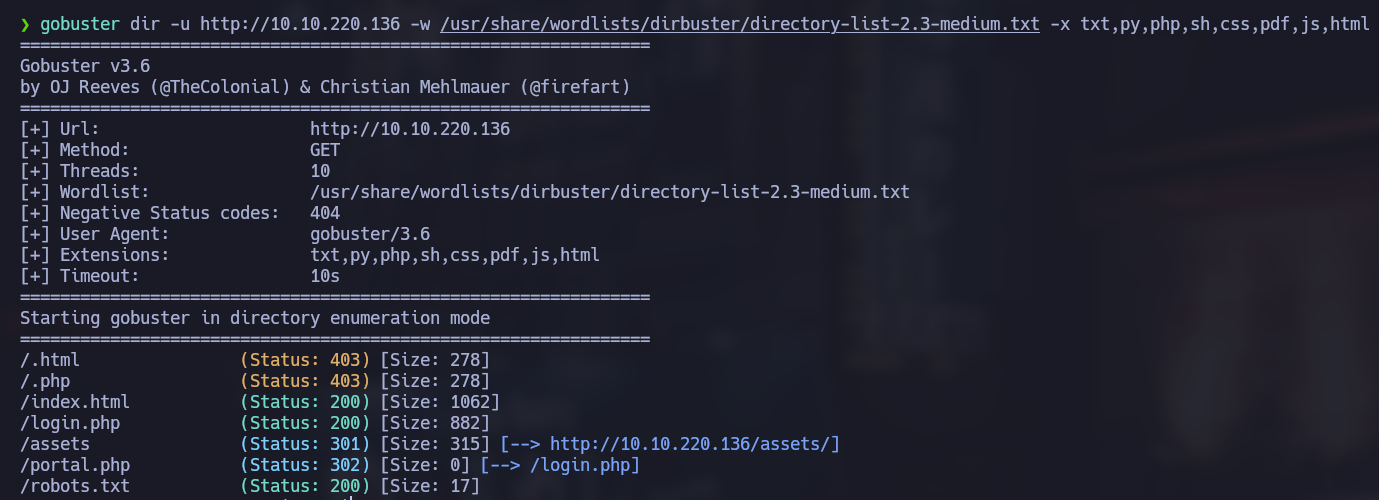 ❯ gobuster dir -u http://10.10.220.136 -w /usr/share/wordlists/dirbuster/directory-list-2.3-medium.txt -x txt,py,php,sh,css,pdf,js,html
===============================================================
Gobuster v3.6
by OJ Reeves (@TheColonial) & Christian Mehlmauer (@firefart)
===============================================================
[+] Url:                     http://10.10.220.136
[+] Method:                  GET
[+] Threads:                 10
[+] Wordlist:                /usr/share/wordlists/dirbuster/directory-list-2.3-medium.txt
[+] Negative Status codes:   404
[+] User Agent:              gobuster/3.6
[+] Extensions:              txt,py,php,sh,css,pdf,js,html
[+] Timeout:                 10s
===============================================================
Starting gobuster in directory enumeration mode
===============================================================
/.html                (Status: 403) [Size: 278]
/.php                 (Status: 403) [Size: 278]
/index.html           (Status: 200) [Size: 1062]
/login.php            (Status: 200) [Size: 882]
/assets               (Status: 301) [Size: 315] [--> http://10.10.220.136/assets/]
/portal.php           (Status: 302) [Size: 0] [--> /login.php]
/robots.txt           (Status: 200) [Size: 17]